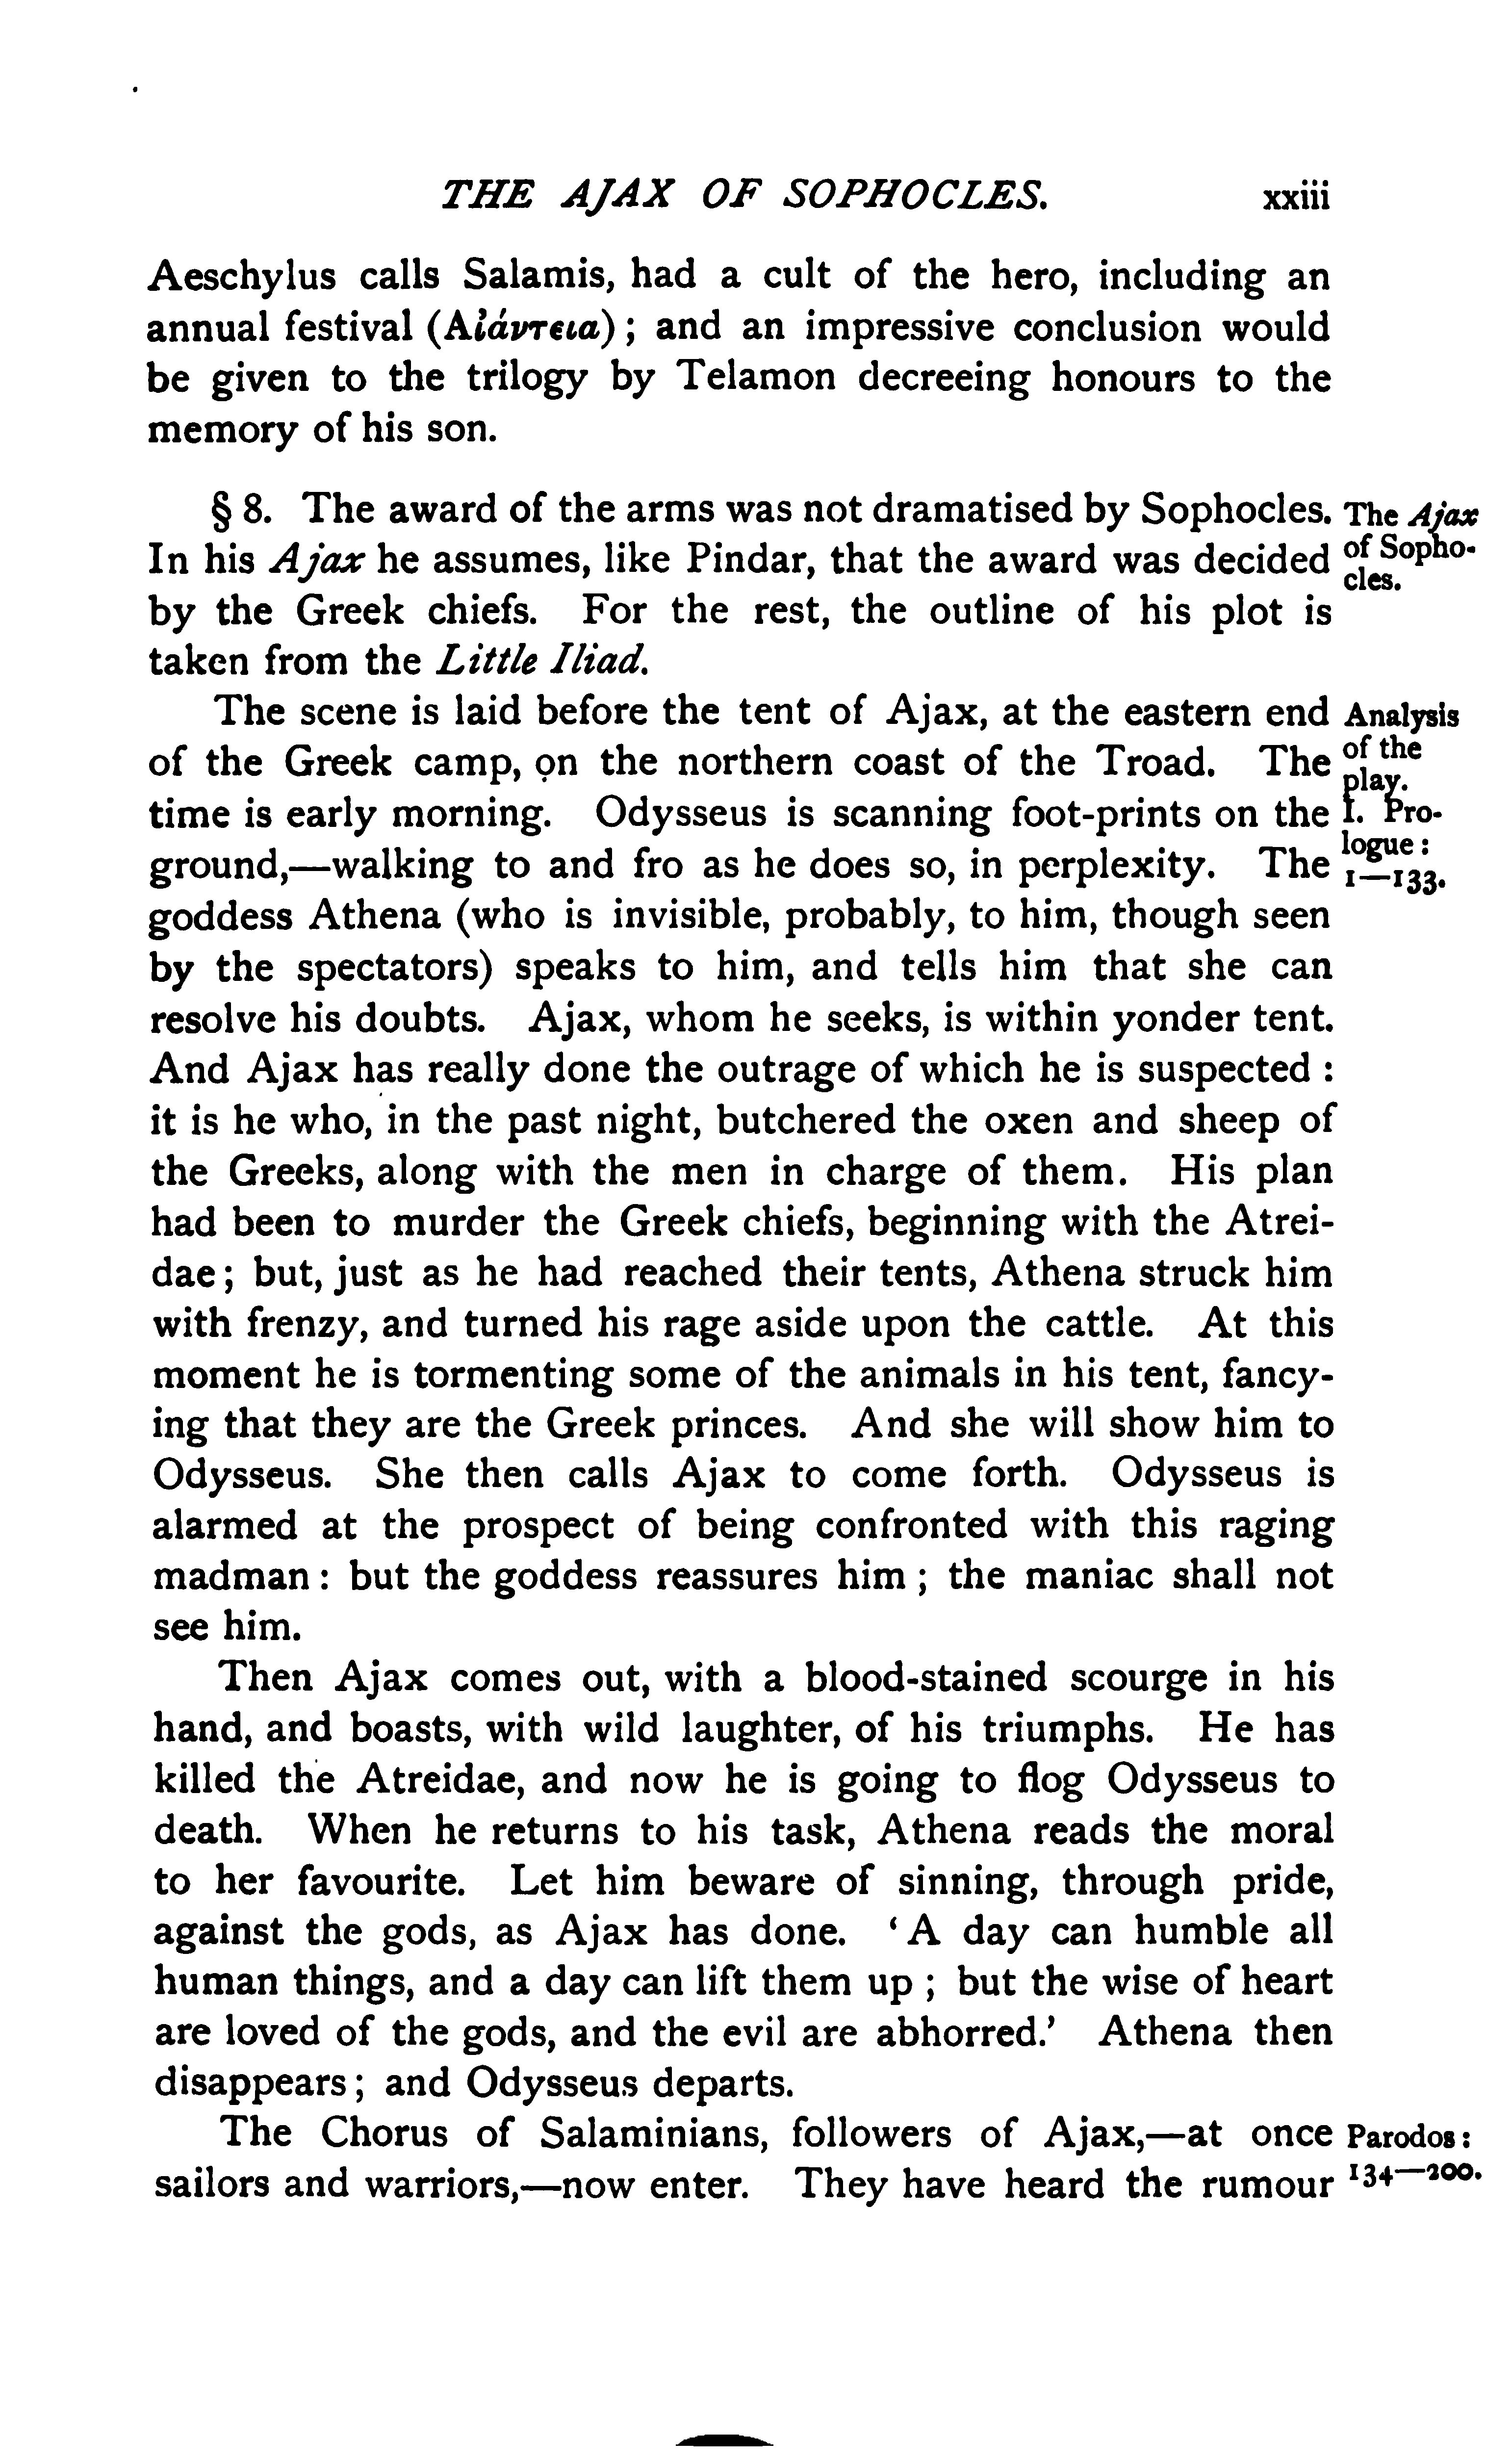 THE AJAX OF SOPHOCLES. xxiii
Aeschylus calls Salamis, had a cult of the hero, including an
annual festival (Αἰάντεια) ; and an impressive conclusion would
be given to the trilogy by Telamon decreeing honours to the
memory of his son.
§ 8. The award of the arms was not dramatised by Sophocles.
In his Ajax he assumes, like Pindar, that the award was decided
by the Greek chiefs. For the rest, the outline of his plot is
taken from the Little Iliad.
The Ajax
of Sopho-
cles.
The scene is laid before the tent of Ajax, at the eastern end
of the Greek camp, on the northern coast of the Troad. The
time is early morning. Odysseus is scanning foot-prints on the
ground,—walking to and fro as he does so, in perplexity. The
goddess Athena (who is invisible, probably, to him, though seen
by the spectators) speaks to him, and tells him that she can
resolve his doubts. Ajax, whom he seeks, is within yonder tent.
And Ajax has really done the outrage of which he is suspected :
it is he who, in the past night, butchered the oxen and sheep of
the Greeks, along with the men in charge of them. His plan
had been to murder the Greek chiefs, beginning with the Atrei-
dae ; but, just as he had reached their tents, Athena struck him
with frenzy, and turned his rage aside upon the cattle. At this
moment he is tormenting some of the animals in his tent, fancy-
ing that they are the Greek princes. And she will show him to
Odysseus. She then calls Ajax to come forth. Odysseus is
alarmed at the prospect of being confronted with this raging
madman : but the goddess reassures him ; the maniac shall not
see him.
Analysis
of the
play.
I. Pro-
logue :
1—133.
Then Ajax comes out, with a blood-stained scourge in his
hand, and boasts, with wild laughter, of his triumphs. He has
killed the Atreidae, and now he is going to flog Odysseus to
death. When he returns to his task, Athena reads the moral
to her favourite. Let him beware of sinning, through pride,
against the gods, as Ajax has done. ‘ A day can humble all
human things, and a day can lift them up ; but the wise of heart
are loved of the gods, and the evil are abhorred.’ Athena then
disappears ; and Odysseus departs.
The Chorus of Salaminians, followers of Ajax,—at once
sailors and warriors,—now enter. They have heard the rumour
Parodos :
134—200.